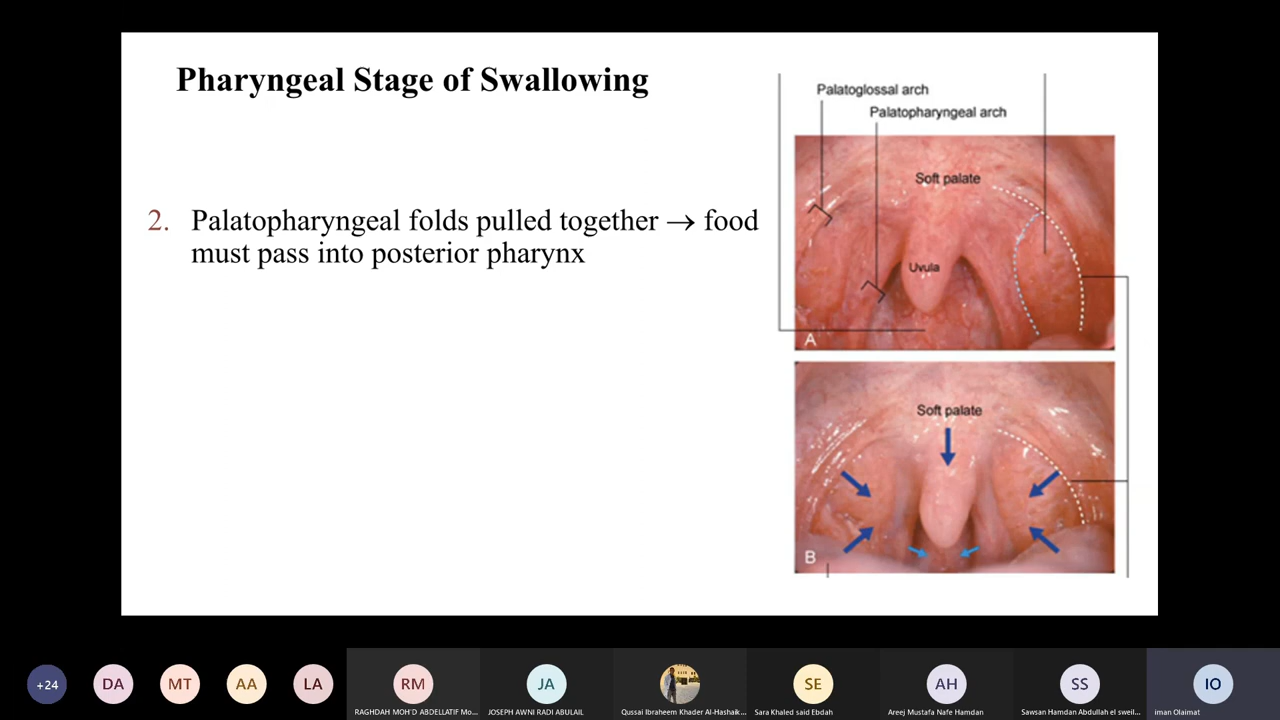 Pharyngeal Stage of Swallowing
2. Palatopharyngeal folds pulled together → food
must pass into posterior pharynx
Palatoglossal arch
Palatopharyngeal arch
Soft palate
Uvula
A
Soft palate
B
+24
DA
MT
AA
LA
RM
JA
SE
AH
SS
IO
RAGHDAH MOH'D ABDELLATIF Mo...
JOSEPH AWNI RADI ABULAIL
Qussai Ibraheem Khader Al-Hashaik...
Sara Khaled said Ebdah
Areej Mustafa Nafe Hamdan
Sawsan Hamdan Abdullah el sweil...
iman Olaimat